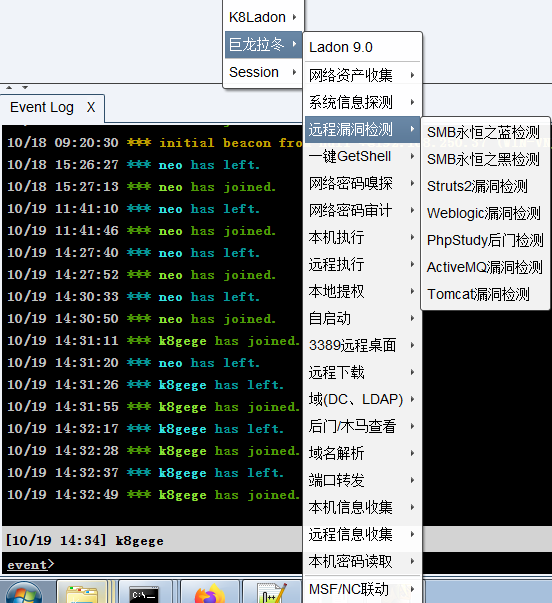 K8Ladon
巨龙拉冬
Session
Ladon 9.0
网络资产收集
系统信息探测
远程漏洞检测
一键GetShell
网络密码嗅探
网络密码审计
本机执行
远程执行
本地提权
自启动
3389远程桌面
远程下载
域(DC、LDAP)
后门/木马查看
域名解析
端口转发
本机信息收集
远程信息收集
本机密码读取
MSF/NC联动
SMB永恒之蓝检测
SMB永恒之黑检测
Struts2漏洞检测
Weblogic漏洞检测
PhpStudy后门检测
ActiveMQ漏洞检测
Tomcat漏洞检测
Event Log X
10/18 09:20:30 *** initial beacon fro
10/18 15:26:27 *** neo has left.
10/18 15:27:13 *** neo has joined.
10/19 11:41:10 *** neo has left.
10/19 11:41:46 *** neo has joined.
10/19 14:27:40 *** neo has left.
10/19 14:27:52 *** neo has joined.
10/19 14:30:33 *** neo has left.
10/19 14:30:50 *** neo has joined.
10/19 14:31:11 *** k8gege has joined.
10/19 14:31:20 *** neo has left.
10/19 14:31:26 *** k8gege has left.
10/19 14:31:55 *** k8gege has joined.
10/19 14:32:17 *** k8gege has left.
10/19 14:32:28 *** k8gege has joined.
10/19 14:32:37 *** k8gege has left.
10/19 14:32:49 *** k8gege has joined.
[10/19 14:34] k8gege
event>